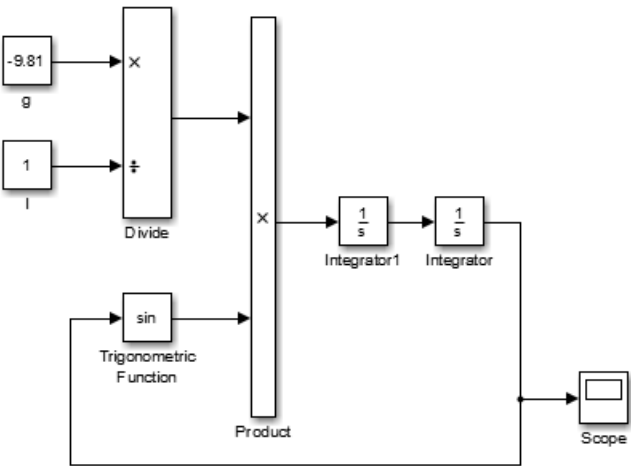 -9.81
×
g
1
÷
l
Divide
×
1
s
1
s
Integrator1
Integrator
sin
Trigonometric
Function
Product
Scope